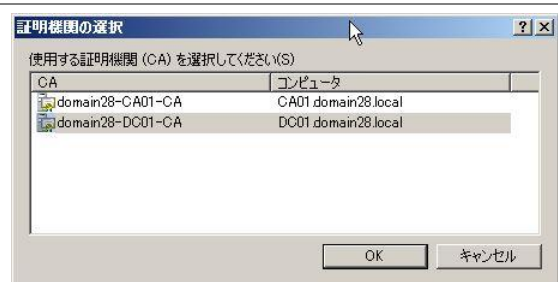 証明機関の選択
使用する証明機関 (CA) を選択してください(S)
CA コンピュータ
domain28-CA01-CA CA01.domain28.local
domain28-DC01-CA DC01.domain28.local
OK キャンセル